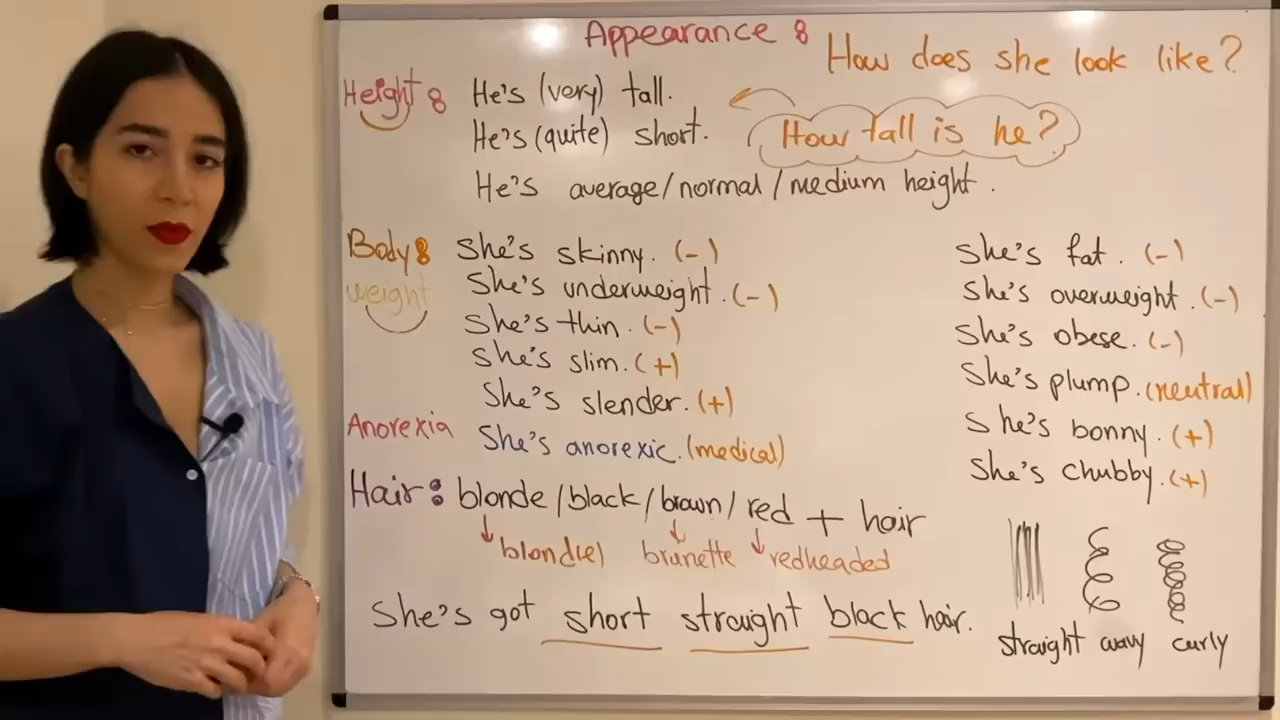 Appearance :
How does she look like?
Height : He's (very) tall.
He's (quite) short.
How tall is he?
He's average/normal/medium height.
Body : She's skinny. (-)
weight
She's underweight. (-)
She's thin. (-)
She's slim. (+)
She's slender. (+)
Anorexia She's anorexic. (medical)
She's fat. (-)
She's overweight. (-)
She's obese. (-)
She's plump. (neutral)
She's bonny. (+)
She's chubby. (+)
Hair : blonde/black/brown/red + hair
blond(e) brunette redheaded
She's got short straight black hair.
straight wavy curly